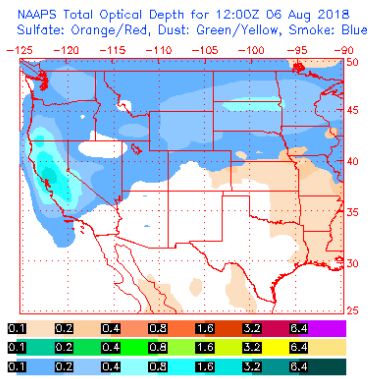 NAAPS Total Optical Depth for 12:00Z 06 Aug 2018
Sulfate: Orange/Red, Dust: Green/Yellow, Smoke: Blue
-125 -120 -115 -110 -105 -100 -95 -90
50
45
40
35
30
25
0.1 0.2 0.4 0.8 1.6 3.2 6.4
0.1 0.2 0.4 0.8 1.6 3.2 6.4
0.1 0.2 0.4 0.8 1.6 3.2 6.4